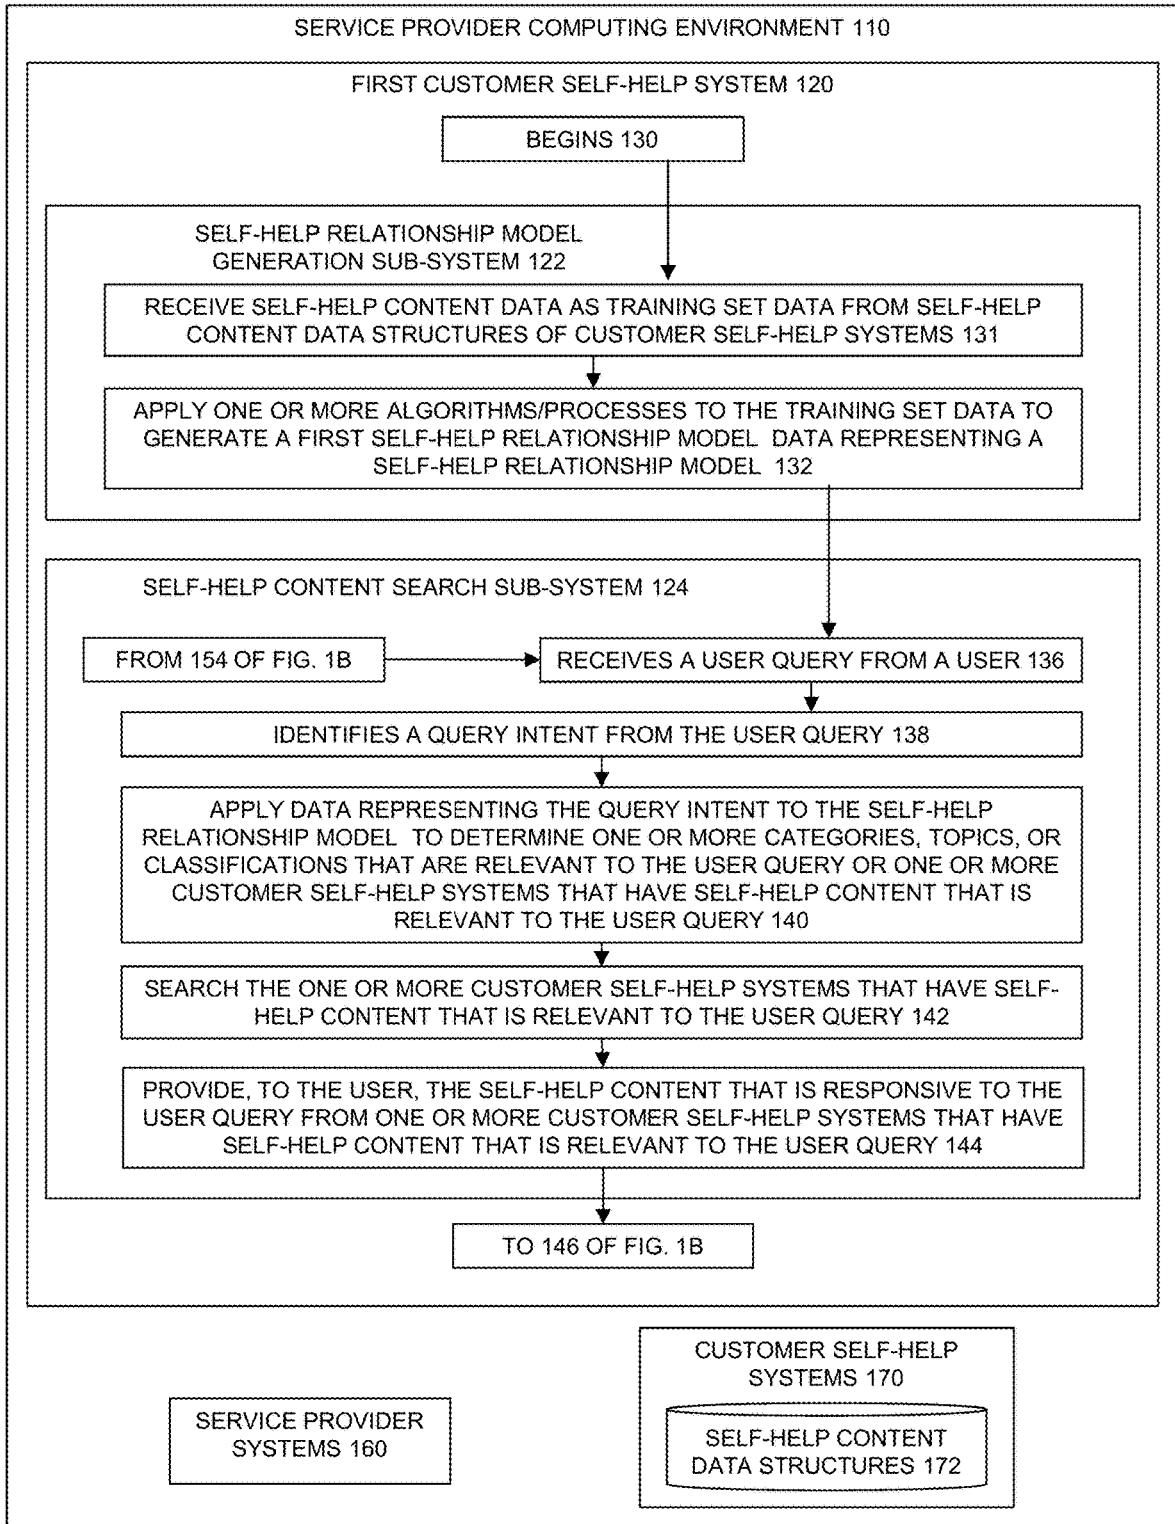 SERVICE PROVIDER COMPUTING ENVIRONMENT 110
FIRST CUSTOMER SELF-HELP SYSTEM 120
BEGINS 130
SELF-HELP RELATIONSHIP MODEL
GENERATION SUB-SYSTEM 122
RECEIVE SELF-HELP CONTENT DATA AS TRAINING SET DATA FROM SELF-HELP
CONTENT DATA STRUCTURES OF CUSTOMER SELF-HELP SYSTEMS 131
APPLY ONE OR MORE ALGORITHMS/PROCESSES TO THE TRAINING SET DATA TO
GENERATE A FIRST SELF-HELP RELATIONSHIP MODEL DATA REPRESENTING A
SELF-HELP RELATIONSHIP MODEL 132
SELF-HELP CONTENT SEARCH SUB-SYSTEM 124
FROM 154 OF FIG. 1B
RECEIVES A USER QUERY FROM A USER 136
IDENTIFIES A QUERY INTENT FROM THE USER QUERY 138
APPLY DATA REPRESENTING THE QUERY INTENT TO THE SELF-HELP
RELATIONSHIP MODEL TO DETERMINE ONE OR MORE CATEGORIES, TOPICS, OR
CLASSIFICATIONS THAT ARE RELEVANT TO THE USER QUERY OR ONE OR MORE
CUSTOMER SELF-HELP SYSTEMS THAT HAVE SELF-HELP CONTENT THAT IS
RELEVANT TO THE USER QUERY 140
SEARCH THE ONE OR MORE CUSTOMER SELF-HELP SYSTEMS THAT HAVE SELF-
HELP CONTENT THAT IS RELEVANT TO THE USER QUERY 142
PROVIDE, TO THE USER, THE SELF-HELP CONTENT THAT IS RESPONSIVE TO THE
USER QUERY FROM ONE OR MORE CUSTOMER SELF-HELP SYSTEMS THAT HAVE
SELF-HELP CONTENT THAT IS RELEVANT TO THE USER QUERY 144
TO 146 OF FIG. 1B
SERVICE PROVIDER
SYSTEMS 160
CUSTOMER SELF-HELP
SYSTEMS 170
SELF-HELP CONTENT
DATA STRUCTURES 172